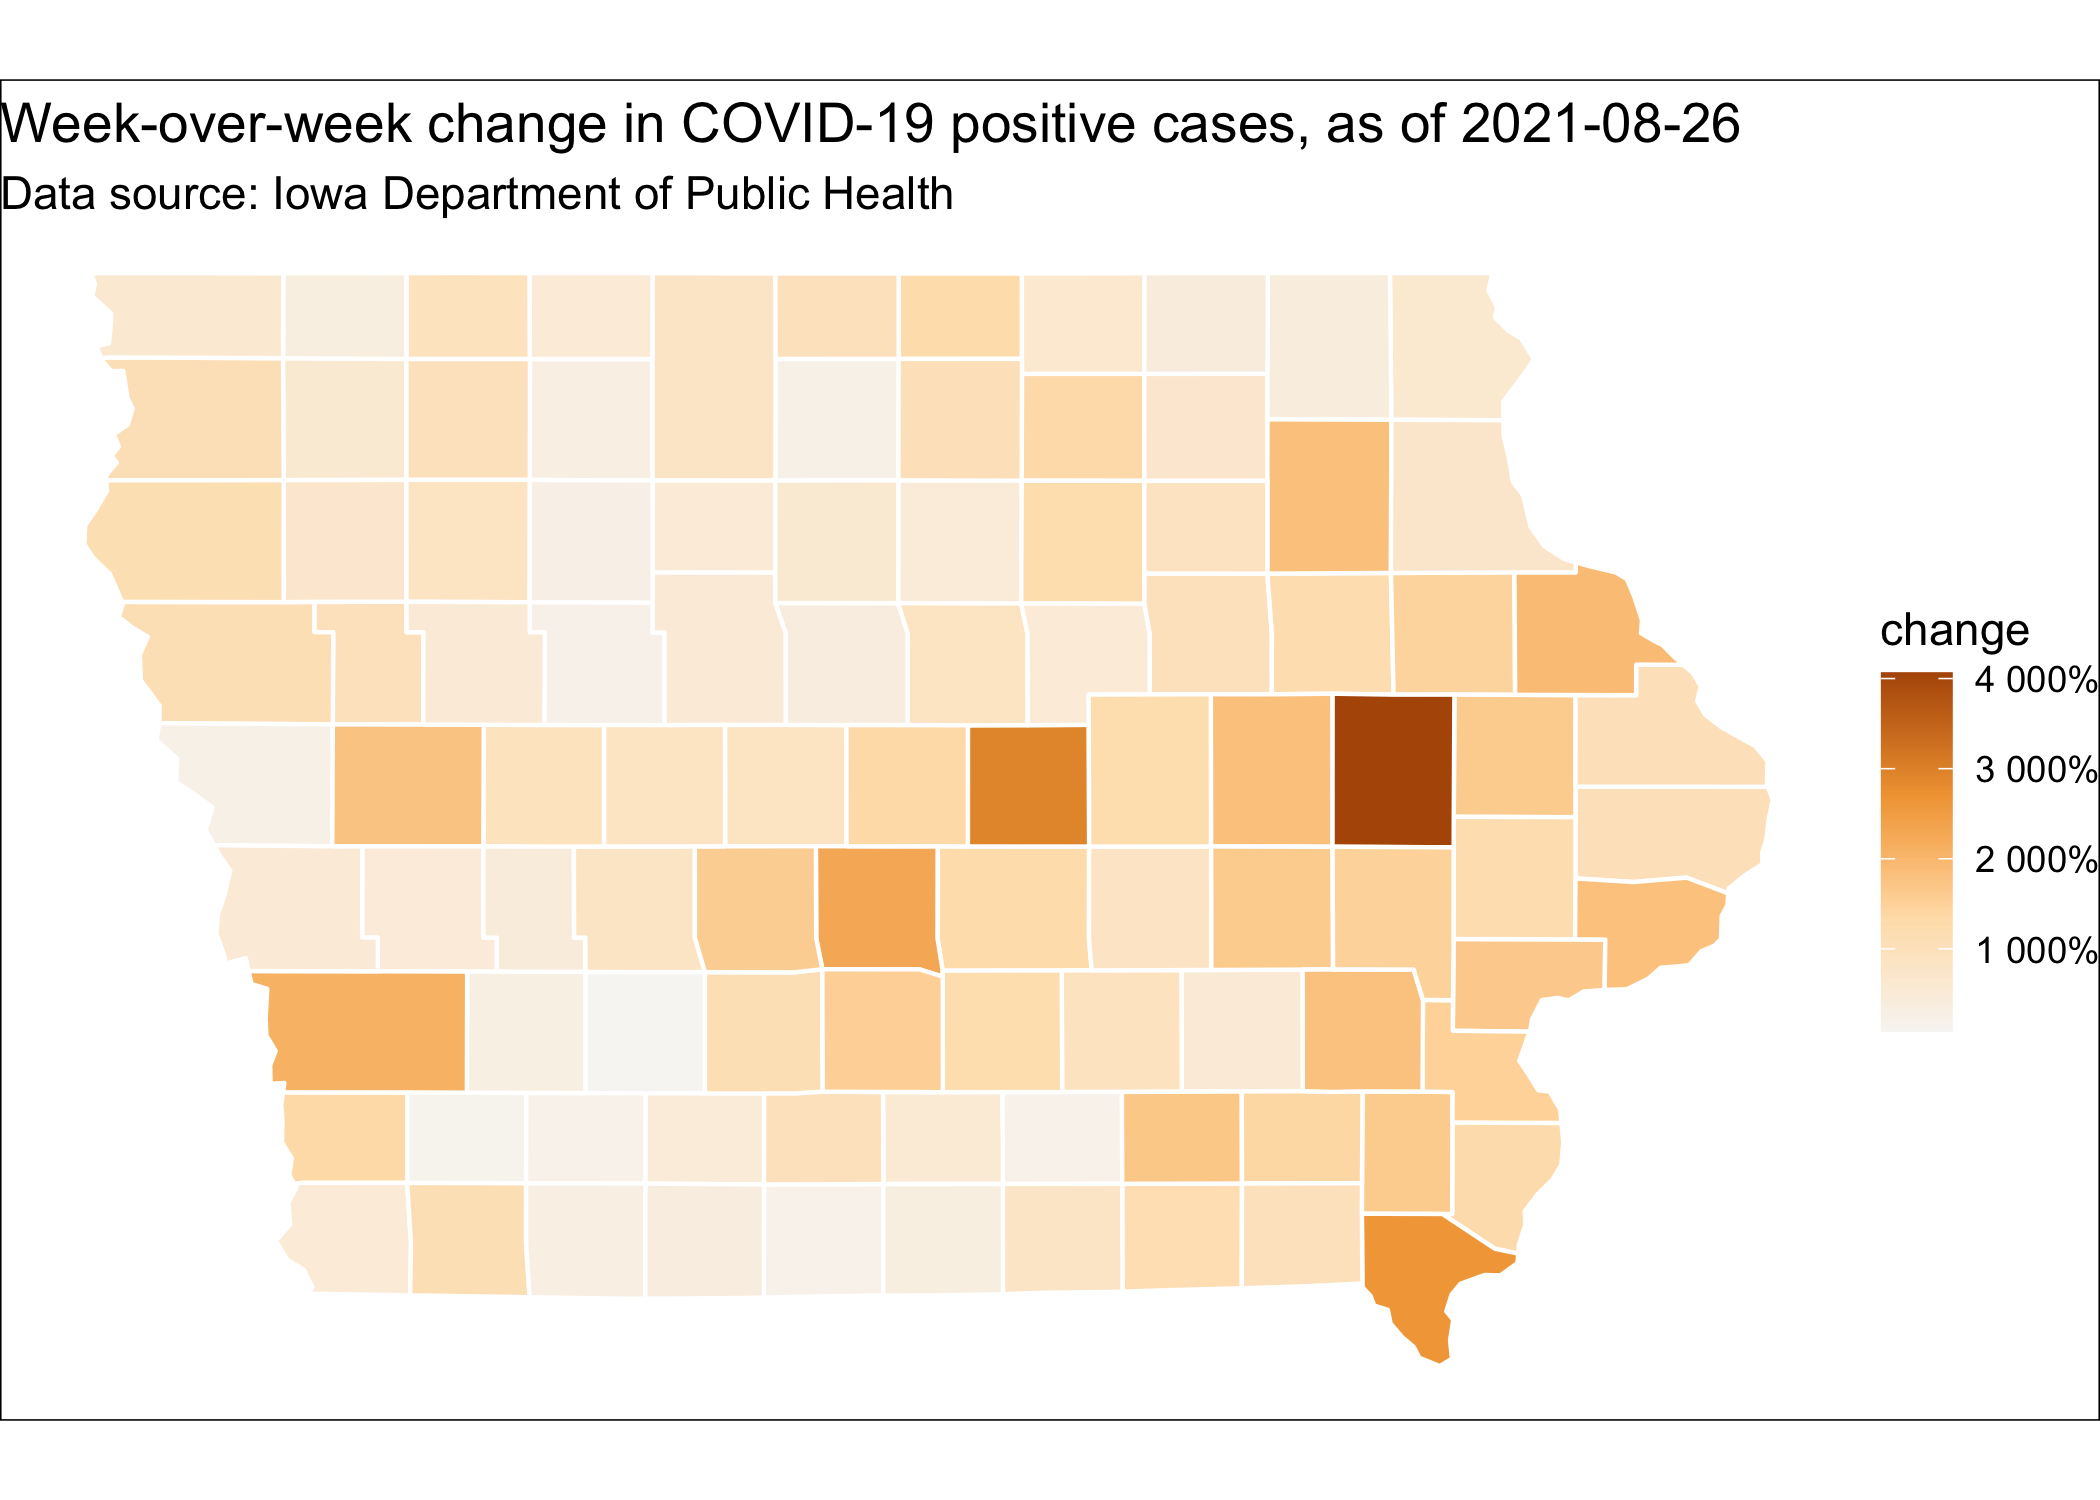 Week-over-week change in COVID-19 positive cases, as of 2021-08-26
Data source: Iowa Department of Public Health
change
4 000%
3 000%
2 000%
1 000%